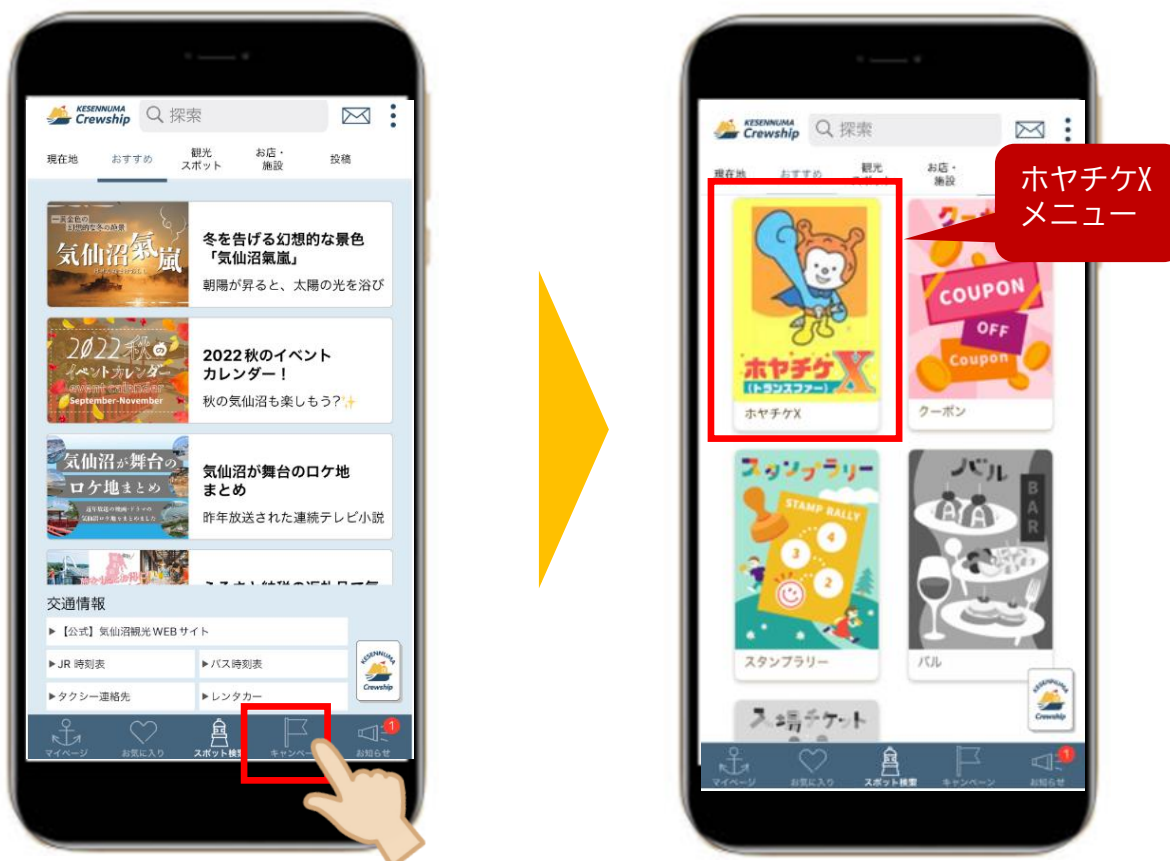 KESENNUMA
Crewship
探索
現在地
おすすめ
観光
スポット
お店・
施設
投稿
一黄金色の
幻想的な冬の絶景
気仙沼氣嵐
冬を告げる幻想的な景色
「気仙沼氣嵐」
朝陽が昇ると、太陽の光を浴び
2022秋の
イベントカレンダー
event calender
September-November
2022秋のイベント
カレンダー！
秋の気仙沼も楽しもう?✨
気仙沼が舞台の
ロケ地まとめ
気仙沼が舞台のロケ地
まとめ
昨年放送された連続テレビ小説
交通情報
▶【公式】気仙沼観光WEBサイト
▶JR 時刻表
▶バス時刻表
▶タクシー連絡先
▶レンタカー
KESENNUMA
Crewship
マイページ
お気に入り
スポット検索
キャンペーン
1
お知らせ
KESENNUMA
Crewship
探索
現在地
おすすめ
観光
スポット
お店・
施設
ホヤチケX
メニュー
ホヤチケX
(トランスファー)
ホヤチケX
COUPON
OFF
Coupon
クーポン
スタンプラリー
STAMP RALLY
4
3
2
スタンプラリー
バル
BAR
バル
KESENNUMA
Crewship
マイページ
お気に入り
スポット検索
キャンペーン
1
お知らせ